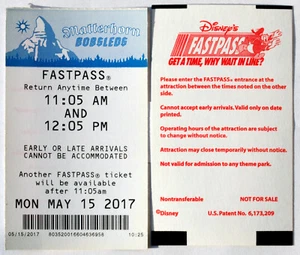 Matterhorn
BOBSLEDS
FASTPASS®
Return Anytime Between
11:05 AM
AND
12:05 PM
EARLY OR LATE ARRIVALS
CANNOT BE ACCOMMODATED
Another FASTPASS® ticket
will be available
after 11:05am
MON MAY 15 2017
05/15/2017 803520016604636956 10:25
Disney's
FASTPASS®
GET A TIME, WHY WAIT IN LINE?
Please enter the FASTPASS® entrance at the
attraction between the times noted on the other
side.
Cannot accept early arrivals. Valid only on date
printed.
Operating hours of the attraction are subject
to change without notice.
Attraction may close temporarily without notice.
Not valid for admission to any theme park.
Nontransferable NOT FOR SALE
©Disney U.S. Patent No. 6,173,209